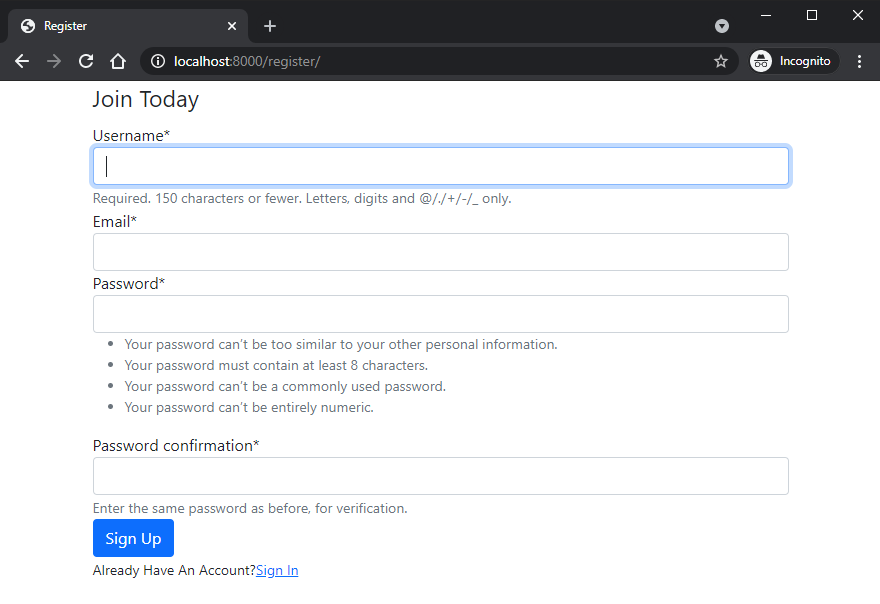 Register
localhost:8000/register/
Incognito
Join Today
Username*
Required. 150 characters or fewer. Letters, digits and @/./+/-/_ only.
Email*
Password*
Your password can’t be too similar to your other personal information.
Your password must contain at least 8 characters.
Your password can’t be a commonly used password.
Your password can’t be entirely numeric.
Password confirmation*
Enter the same password as before, for verification.
Sign Up
Already Have An Account?Sign In